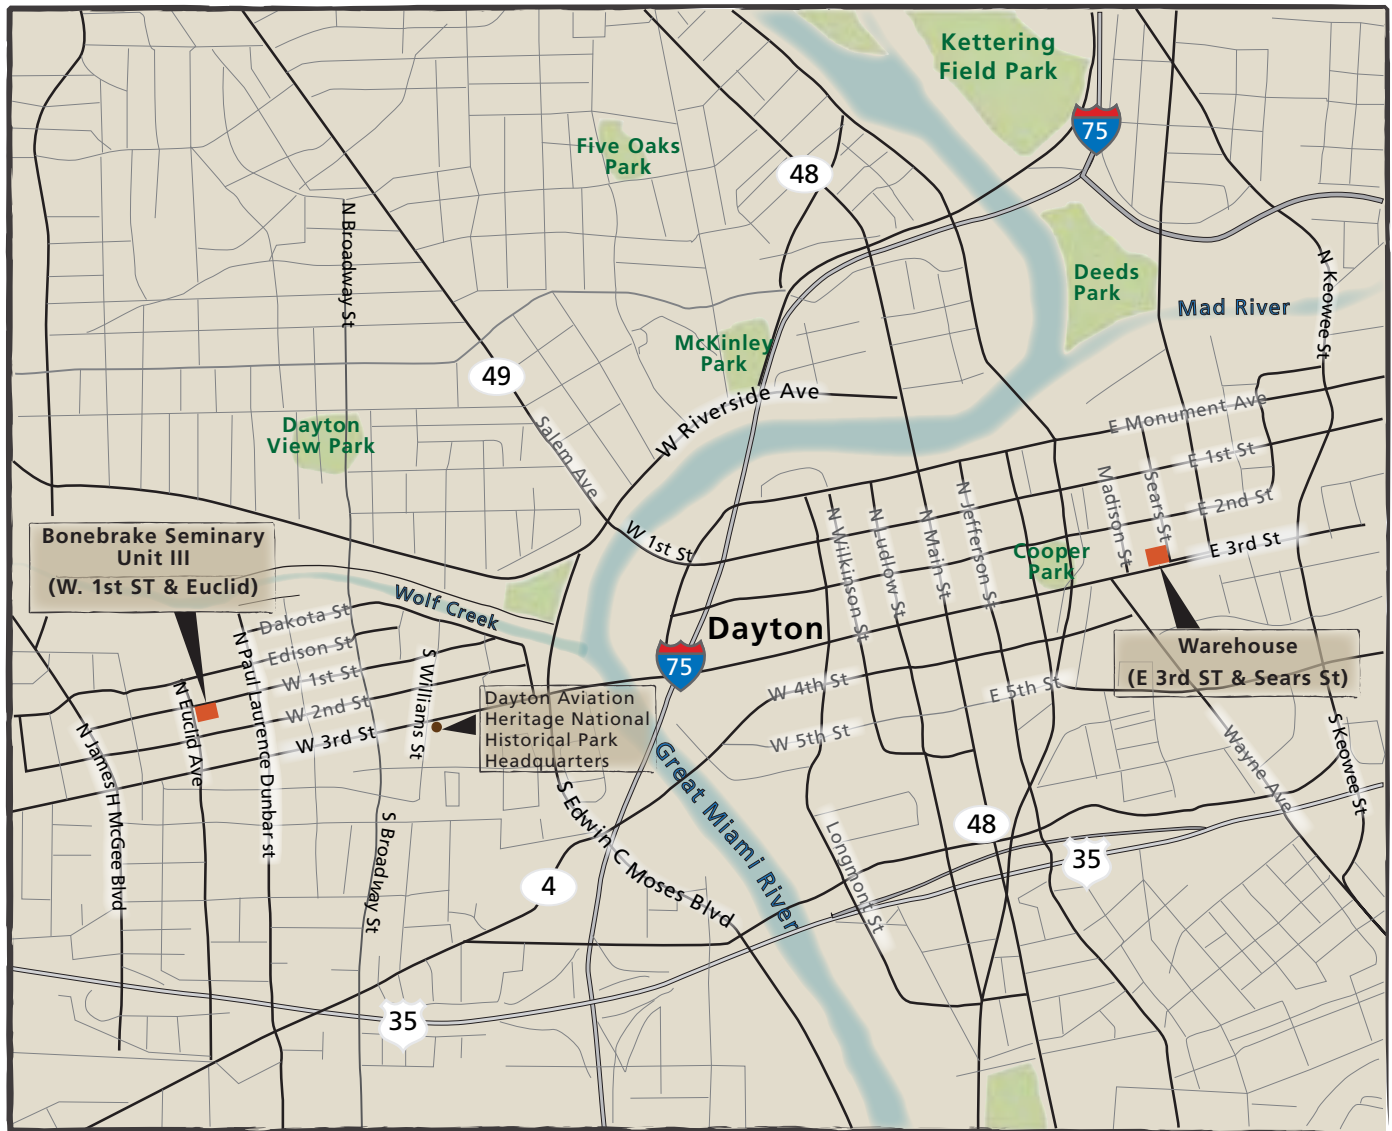 Kettering
Field Park
75
Five Oaks
Park
48
N Broadway St
Deeds
Park
N Keowee St
Mad River
McKinley
Park
49
W Riverside Ave
Salem Ave
Dayton
View Park
E Monument Ave
E 1st St
Madison St
Sears St
E 2nd St
E 3rd St
N Wilkinson St
N Ludlow St
N Main St
N Jefferson St
Cooper
Park
W 1st St
Bonebrake Seminary
Unit III
(W. 1st ST & Euclid)
Wolf Creek
Dakota St
Edison St
W 1st St
W 2nd St
W 3rd St
N Paul Laurence Dunbar st
S Williams St
N Euclid Ave
N James H McGee Blvd
Dayton
75
Warehouse
(E 3rd ST & Sears St)
Dayton Aviation
Heritage National
Historical Park
Headquarters
W 4th St
E 5th St
W 5th St
Great Miami River
S Edwin C Moses Blvd
Wayne Ave
S Keowee St
S Broadway St
Longmont St
48
35
4
35